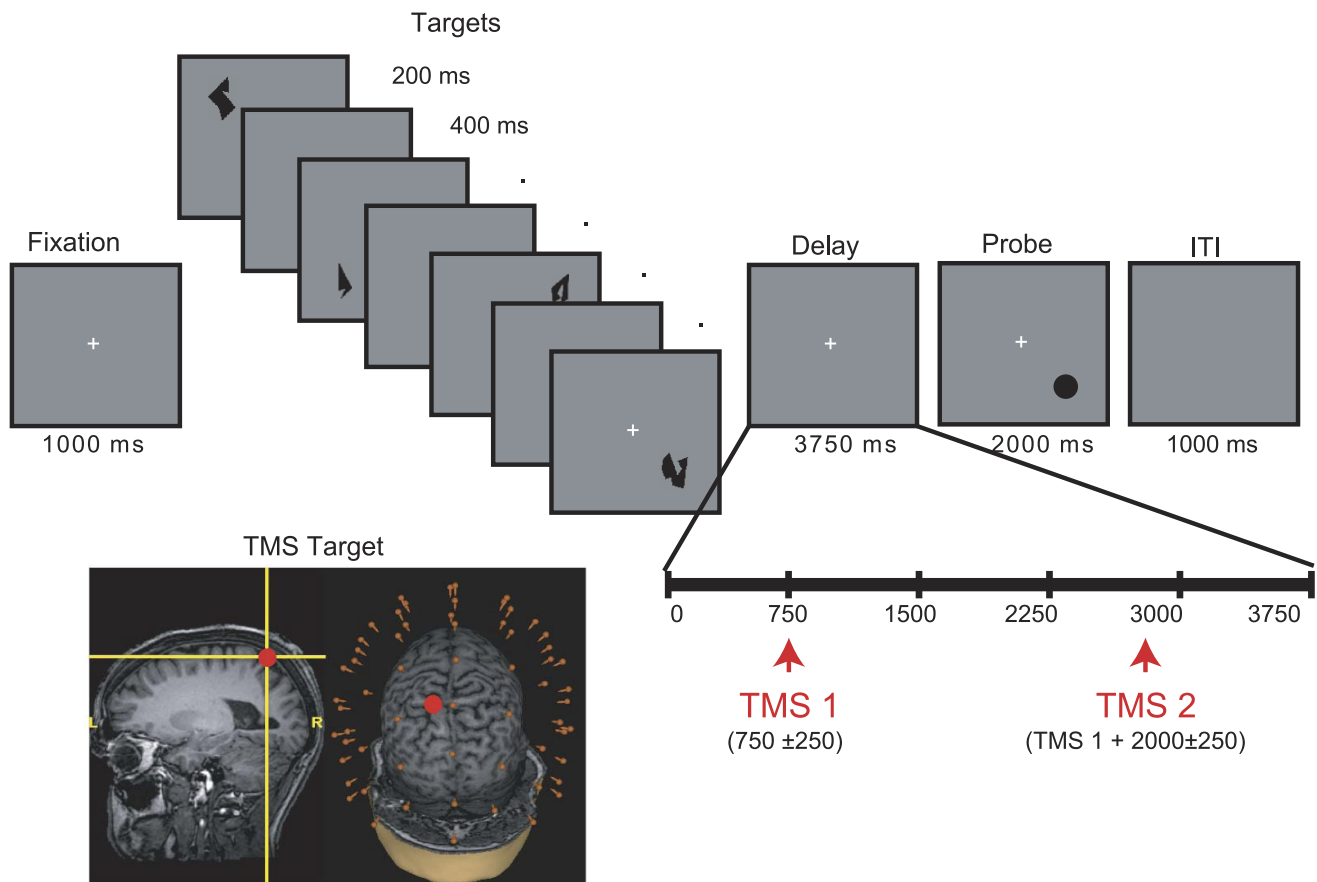 Targets
200 ms
400 ms
Fixation
1000 ms
Delay
3750 ms
Probe
2000 ms
ITI
1000 ms
TMS Target
L
R
0
750
1500
2250
3000
3750
TMS 1
(750 ±250)
TMS 2
(TMS 1 + 2000±250)